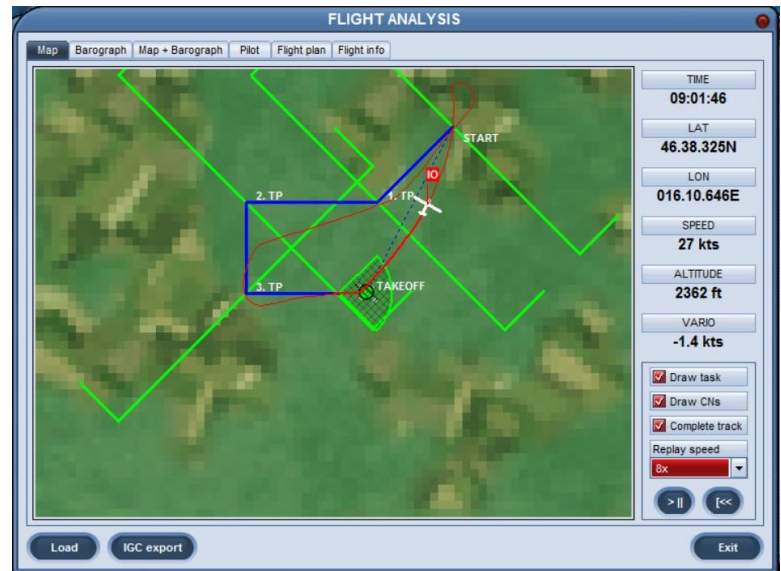 FLIGHT ANALYSIS
Map Barograph Map + Barograph Pilot Flight plan Flight info
START
IO
2. TP
1. TP
3. TP
TAKEOFF
TIME
09:01:46
LAT
46.38.325N
LON
016.10.646E
SPEED
27 kts
ALTITUDE
2362 ft
VARIO
-1.4 kts
Draw task
Draw CNs
Complete track
Replay speed
8x
> ||
[<<
Load
IGC export
Exit